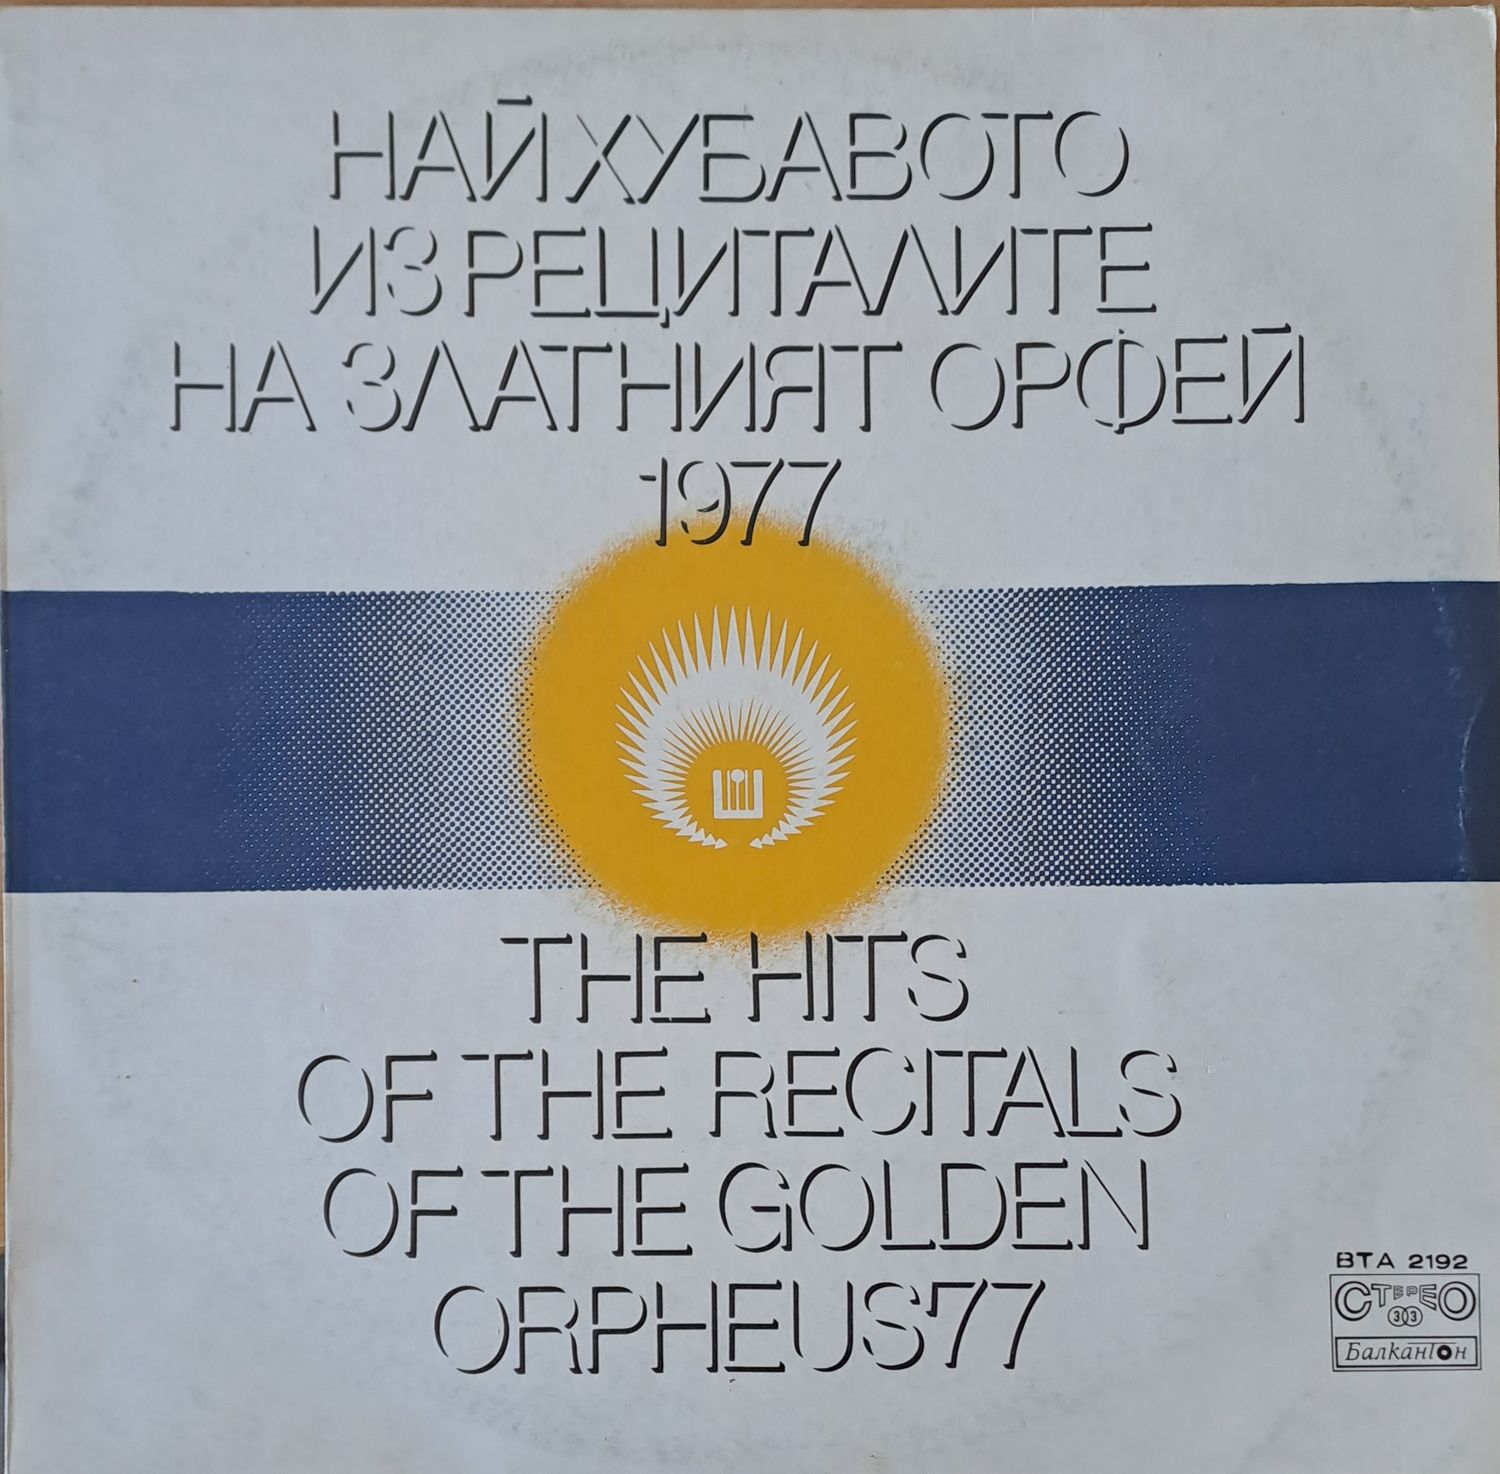 НАЙ ХУБАВОТО
ИЗ РЕЦИТАЛИТЕ
НА ЗЛАТНИЯТ ОРФЕЙ
1977
THE HITS
OF THE RECITALS
OF THE GOLDEN
ORPHEUS'77
ВТА 2192
СТЕРЕО
33
Балкантон